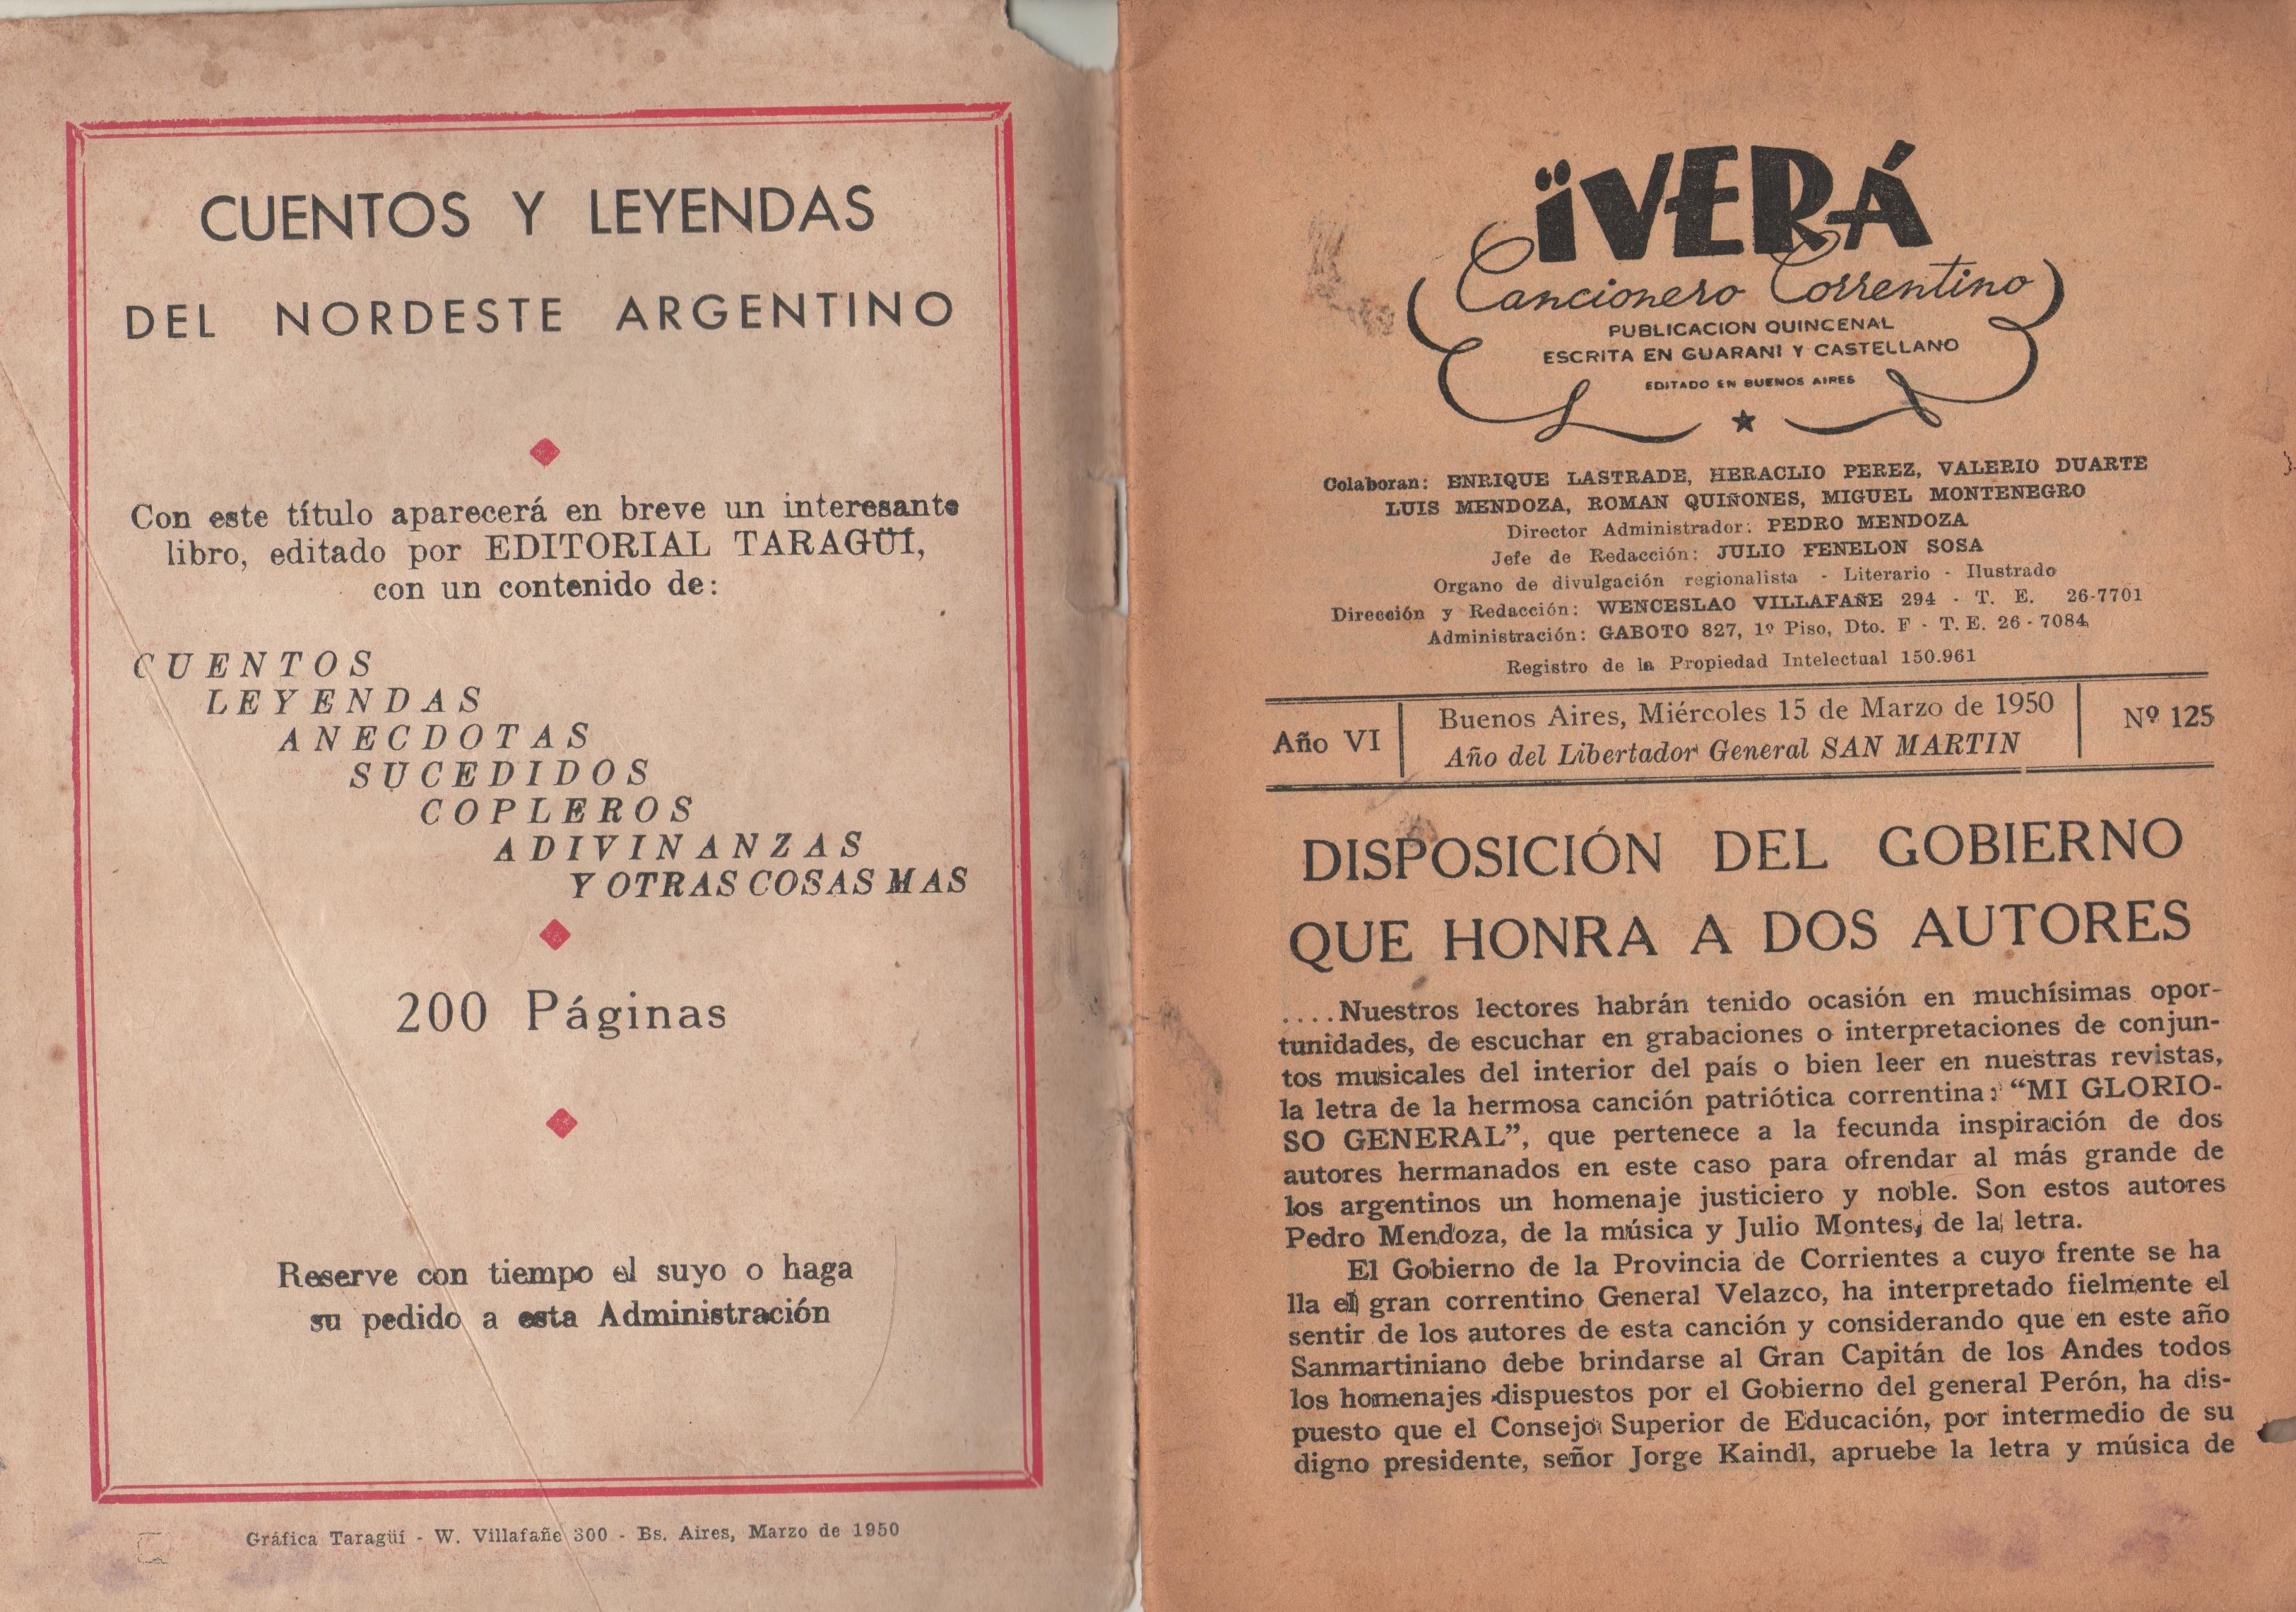 CUENTOS Y LEYENDAS
DEL NORDESTE ARGENTINO
Con este título aparecerá en breve un interesante
libro, editado por EDITORIAL TARAGÜÍ,
con un contenido de:
CUENTOS
LEYENDAS
ANECDOTAS
SUCEDIDOS
COPLEROS
ADIVINANZAS
Y OTRAS COSAS MAS
200 Páginas
Reserve con tiempo el suyo o haga
su pedido a esta Administración
Gráfica Taragüí - W. Villafañe 300 - Bs. Aires, Marzo de 1950
ïVERÁ
Cancionero Correntino
PUBLICACION QUINCENAL
ESCRITA EN GUARANI Y CASTELLANO
EDITADO EN BUENOS AIRES
Colaboran: ENRIQUE LASTRADE, HERACLIO PEREZ, VALERIO DUARTE
LUIS MENDOZA, ROMAN QUIÑONES, MIGUEL MONTENEGRO
Director Administrador: PEDRO MENDOZA
Jefe de Redacción: JULIO FENELON SOSA
Organo de divulgación regionalista - Literario - Ilustrado
Dirección y Redacción: WENCESLAO VILLAFAÑE 294 - T. E. 26-7701
Administración: GABOTO 827, 1º Piso, Dto. F - T. E. 26 - 7084
Registro de la Propiedad Intelectual 150.961
Año VI
Buenos Aires, Miércoles 15 de Marzo de 1950
Año del Libertador General SAN MARTIN
Nº 125
DISPOSICIÓN DEL GOBIERNO
QUE HONRA A DOS AUTORES
....Nuestros lectores habrán tenido ocasión en muchísimas opor-
tunidades, de escuchar en grabaciones o interpretaciones de conjun-
tos musicales del interior del país o bien leer en nuestras revistas,
la letra de la hermosa canción patriótica correntina: “MI GLORIO-
SO GENERAL”, que pertenece a la fecunda inspiración de dos
autores hermanados en este caso para ofrendar al más grande de
los argentinos un homenaje justiciero y noble. Son estos autores
Pedro Mendoza, de la música y Julio Montes, de la letra.
El Gobierno de la Provincia de Corrientes a cuyo frente se ha
lla el gran correntino General Velazco, ha interpretado fielmente el
sentir de los autores de esta canción y considerando que en este año
Sanmartiniano debe brindarse al Gran Capitán de los Andes todos
los homenajes dispuestos por el Gobierno del general Perón, ha dis-
puesto que el Consejo Superior de Educación, por intermedio de su
digno presidente, señor Jorge Kaindl, apruebe la letra y música de